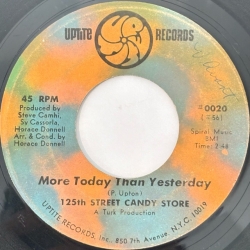 UPTITE RECORDS
45 RPM
Produced by
Steve Cambi,
Sy Cassorla,
Horace Donnell
Arr. & Cond. by
Horace Donnell
0020
Spiral Music
BMI
Time: 2:48
More Today Than Yesterday
(P. Upton)
125th STREET CANDY STORE
A Turk Production
UPTITE RECORDS Inc., 850 7th Avenue, N.Y.C. 10019